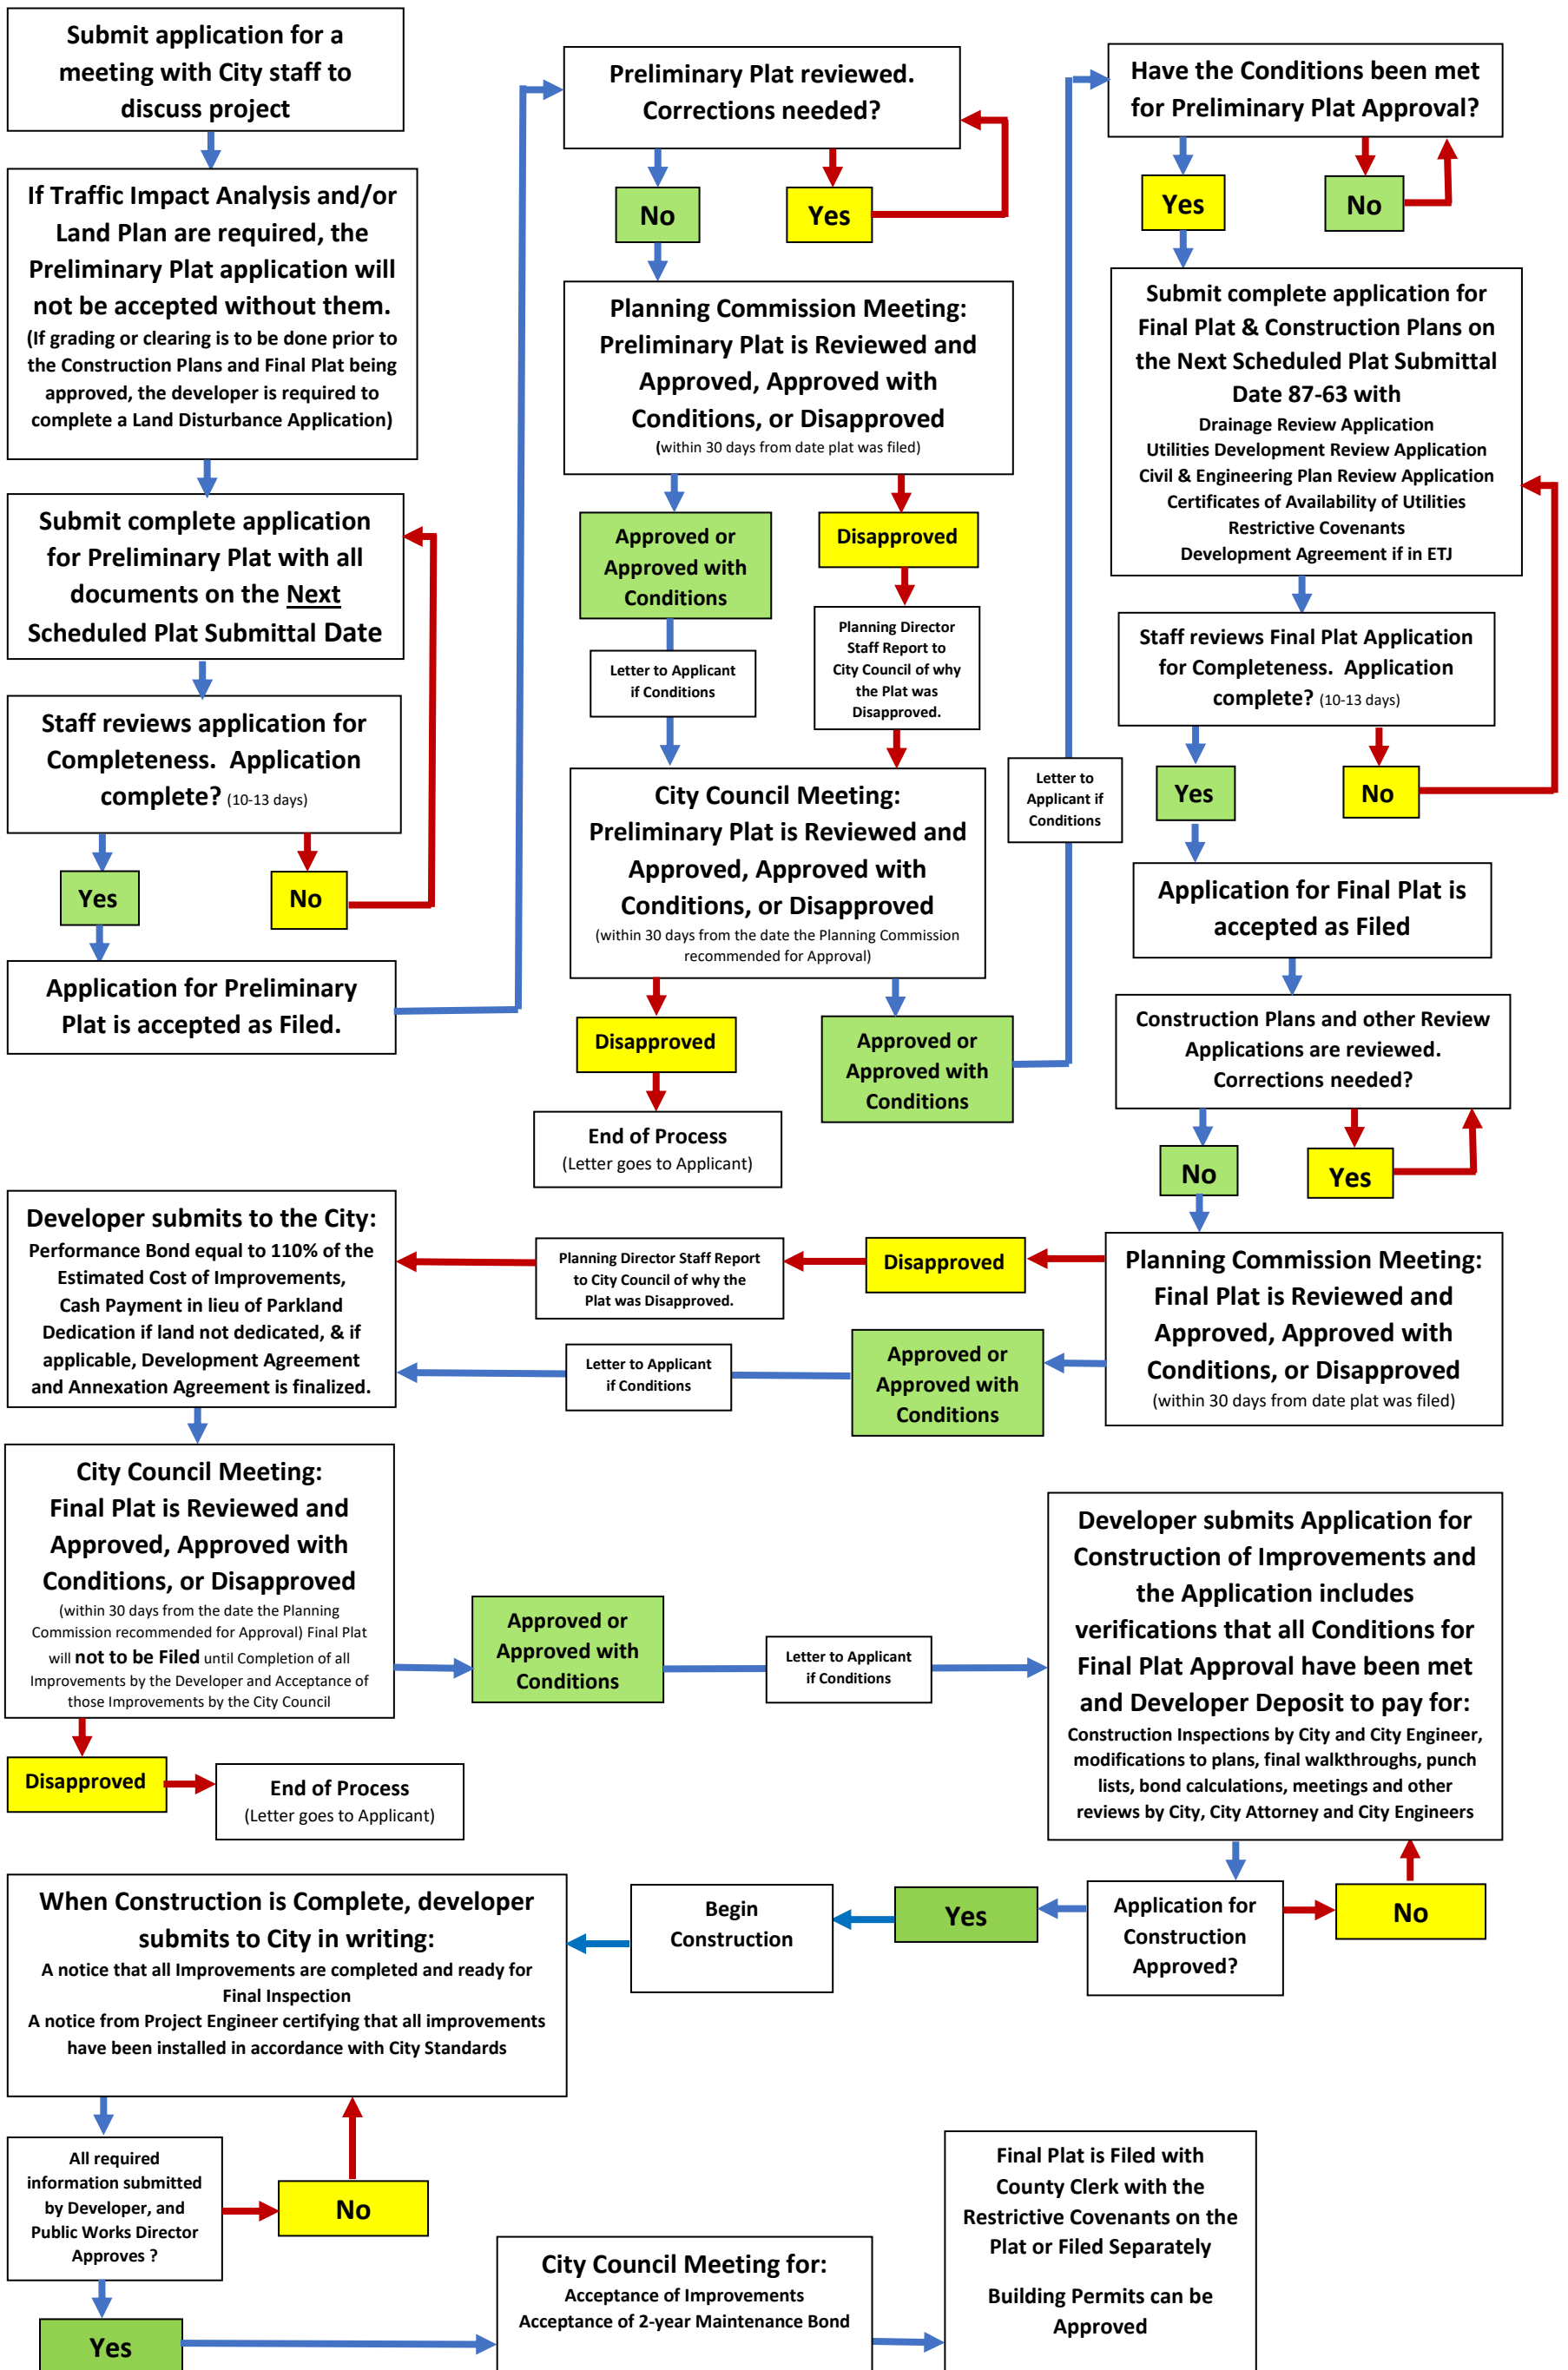 Submit application for a
meeting with City staff to
discuss project
If Traffic Impact Analysis and/or
Land Plan are required, the
Preliminary Plat application will
not be accepted without them.
(If grading or clearing is to be done prior to
the Construction Plans and Final Plat being
approved, the developer is required to
complete a Land Disturbance Application)
Submit complete application
for Preliminary Plat with all
documents on the Next
Scheduled Plat Submittal Date
Staff reviews application for
Completeness. Application
complete? (10-13 days)
Yes
No
Application for Preliminary
Plat is accepted as Filed.
Preliminary Plat reviewed.
Corrections needed?
No
Yes
Planning Commission Meeting:
Preliminary Plat is Reviewed and
Approved, Approved with
Conditions, or Disapproved
(within 30 days from date plat was filed)
Approved or
Approved with
Conditions
Disapproved
Letter to Applicant
if Conditions
Planning Director
Staff Report to
City Council of why
the Plat was
Disapproved.
City Council Meeting:
Preliminary Plat is Reviewed and
Approved, Approved with
Conditions, or Disapproved
(within 30 days from the date the Planning Commission
recommended for Approval)
Disapproved
End of Process
(Letter goes to Applicant)
Approved or
Approved with
Conditions
Letter to
Applicant if
Conditions
Have the Conditions been met
for Preliminary Plat Approval?
Yes
No
Submit complete application for
Final Plat & Construction Plans on
the Next Scheduled Plat Submittal
Date 87-63 with
Drainage Review Application
Utilities Development Review Application
Civil & Engineering Plan Review Application
Certificates of Availability of Utilities
Restrictive Covenants
Development Agreement if in ETJ
Staff reviews Final Plat Application
for Completeness. Application
complete? (10-13 days)
Yes
No
Application for Final Plat is
accepted as Filed
Construction Plans and other Review
Applications are reviewed.
Corrections needed?
No
Yes
Planning Commission Meeting:
Final Plat is Reviewed and
Approved, Approved with
Conditions, or Disapproved
(within 30 days from date plat was filed)
Disapproved
Planning Director Staff Report
to City Council of why the
Plat was Disapproved.
Approved or
Approved with
Conditions
Letter to Applicant
if Conditions
Developer submits to the City:
Performance Bond equal to 110% of the
Estimated Cost of Improvements,
Cash Payment in lieu of Parkland
Dedication if land not dedicated, & if
applicable, Development Agreement
and Annexation Agreement is finalized.
City Council Meeting:
Final Plat is Reviewed and
Approved, Approved with
Conditions, or Disapproved
(within 30 days from the date the Planning
Commission recommended for Approval) Final Plat
will not to be Filed until Completion of all
Improvements by the Developer and Acceptance of
those Improvements by the City Council
Disapproved
End of Process
(Letter goes to Applicant)
Approved or
Approved with
Conditions
Letter to Applicant
if Conditions
Developer submits Application for
Construction of Improvements and
the Application includes
verifications that all Conditions for
Final Plat Approval have been met
and Developer Deposit to pay for:
Construction Inspections by City and City Engineer,
modifications to plans, final walkthroughs, punch
lists, bond calculations, meetings and other
reviews by City, City Attorney and City Engineers
Application for
Construction
Approved?
No
Yes
Begin
Construction
When Construction is Complete, developer
submits to City in writing:
A notice that all Improvements are completed and ready for
Final Inspection
A notice from Project Engineer certifying that all improvements
have been installed in accordance with City Standards
All required
information submitted
by Developer, and
Public Works Director
Approves ?
No
Yes
City Council Meeting for:
Acceptance of Improvements
Acceptance of 2-year Maintenance Bond
Final Plat is Filed with
County Clerk with the
Restrictive Covenants on the
Plat or Filed Separately
Building Permits can be
Approved